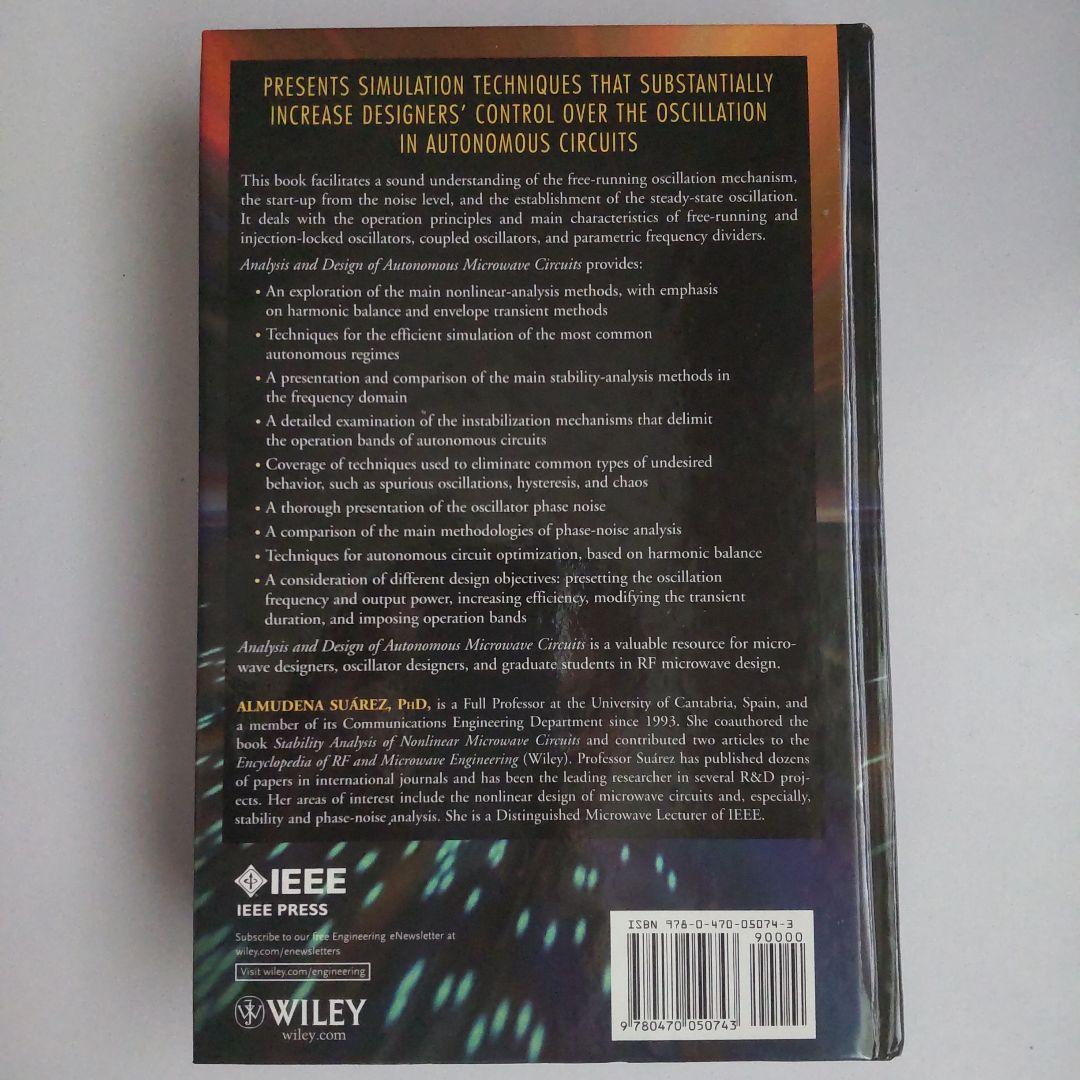 PRESENTS SIMULATION TECHNIQUES THAT SUBSTANTIALLY
INCREASE DESIGNERS' CONTROL OVER THE OSCILLATION
IN AUTONOMOUS CIRCUITS
This book facilitates a sound understanding of the free-running oscillation mechanism,
the start-up from the noise level, and the establishment of the steady-state oscillation.
It deals with the operation principles and main characteristics of free-running and
injection-locked oscillators, coupled oscillators, and parametric frequency dividers.
Analysis and Design of Autonomous Microwave Circuits provides:
• An exploration of the main nonlinear-analysis methods, with emphasis
on harmonic balance and envelope transient methods
• Techniques for the efficient simulation of the most common
autonomous regimes
• A presentation and comparison of the main stability-analysis methods in
the frequency domain
• A detailed examination of the instabilization mechanisms that delimit
the operation bands of autonomous circuits
• Coverage of techniques used to eliminate common types of undesired
behavior, such as spurious oscillations, hysteresis, and chaos
• A thorough presentation of the oscillator phase noise
• A comparison of the main methodologies of phase-noise analysis
• Techniques for autonomous circuit optimization, based on harmonic balance
• A consideration of different design objectives: presetting the oscillation
frequency and output power, increasing efficiency, modifying the transient
duration, and imposing operation bands
Analysis and Design of Autonomous Microwave Circuits is a valuable resource for micro-
wave designers, oscillator designers, and graduate students in RF microwave design.
ALMUDENA SUÁREZ, PHD, is a Full Professor at the University of Cantabria, Spain, and
a member of its Communications Engineering Department since 1993. She coauthored the
book Stability Analysis of Nonlinear Microwave Circuits and contributed two articles to the
Encyclopedia of RF and Microwave Engineering (Wiley). Professor Suárez has published dozens
of papers in international journals and has been the leading researcher in several R&D proj-
ects. Her areas of interest include the nonlinear design of microwave circuits and, especially,
stability and phase-noise analysis. She is a Distinguished Microwave Lecturer of IEEE.
IEEE
IEEE PRESS
Subscribe to our free Engineering eNewsletter at
wiley.com/enewsletters
Visit wiley.com/engineering
WILEY
wiley.com
ISBN 978-0-470-05074-3
90000
9 780470 050743